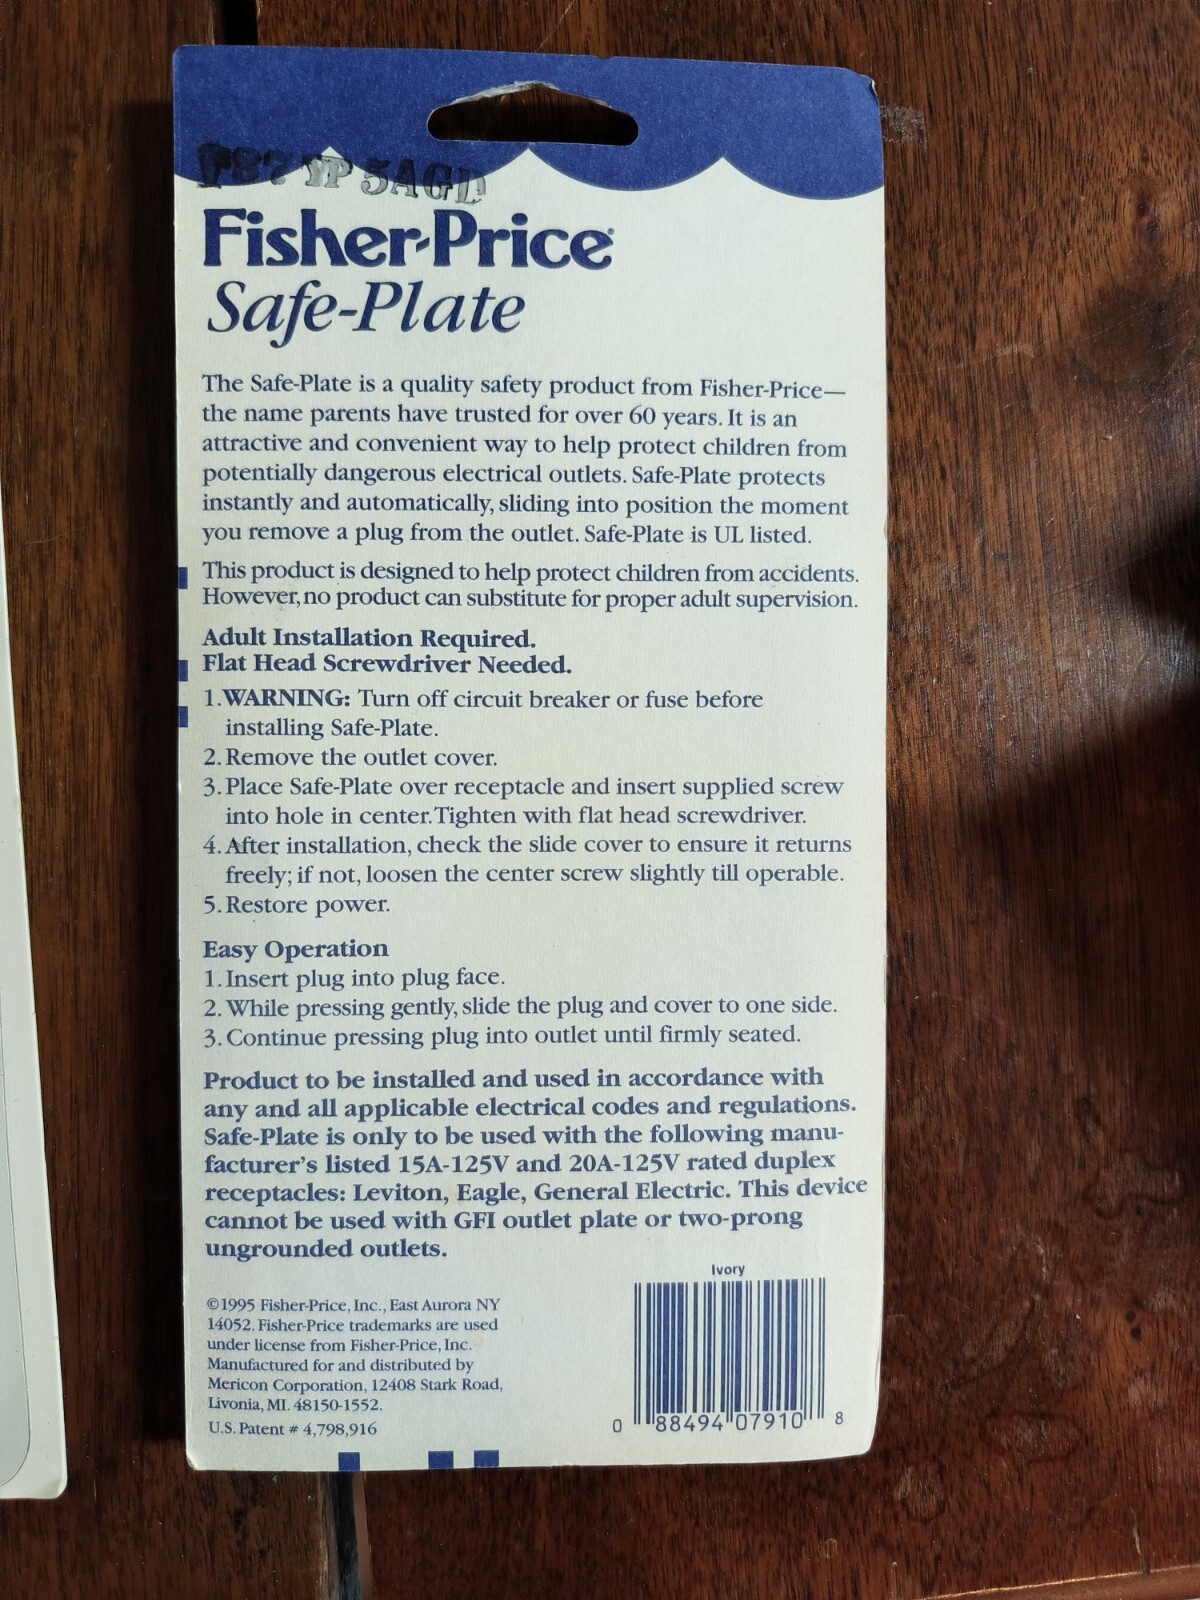 Fisher-Price
Safe-Plate
The Safe-Plate is a quality safety product from Fisher-Price—
the name parents have trusted for over 60 years. It is an
attractive and convenient way to help protect children from
potentially dangerous electrical outlets. Safe-Plate protects
instantly and automatically, sliding into position the moment
you remove a plug from the outlet. Safe-Plate is UL listed.
This product is designed to help protect children from accidents.
However, no product can substitute for proper adult supervision.
Adult Installation Required.
Flat Head Screwdriver Needed.
1. WARNING: Turn off circuit breaker or fuse before
installing Safe-Plate.
2. Remove the outlet cover.
3. Place Safe-Plate over receptacle and insert supplied screw
into hole in center. Tighten with flat head screwdriver.
4. After installation, check the slide cover to ensure it returns
freely; if not, loosen the center screw slightly till operable.
5. Restore power.
Easy Operation
1. Insert plug into plug face.
2. While pressing gently, slide the plug and cover to one side.
3. Continue pressing plug into outlet until firmly seated.
Product to be installed and used in accordance with
any and all applicable electrical codes and regulations.
Safe-Plate is only to be used with the following manu-
facturer's listed 15A-125V and 20A-125V rated duplex
receptacles: Leviton, Eagle, General Electric. This device
cannot be used with GFI outlet plate or two-prong
ungrounded outlets.
©1995 Fisher-Price, Inc., East Aurora NY
14052. Fisher-Price trademarks are used
under license from Fisher-Price, Inc.
Manufactured for and distributed by
Mericon Corporation, 12408 Stark Road,
Livonia, MI. 48150-1552.
U.S. Patent # 4,798,916
Ivory
0 88494 07910 8